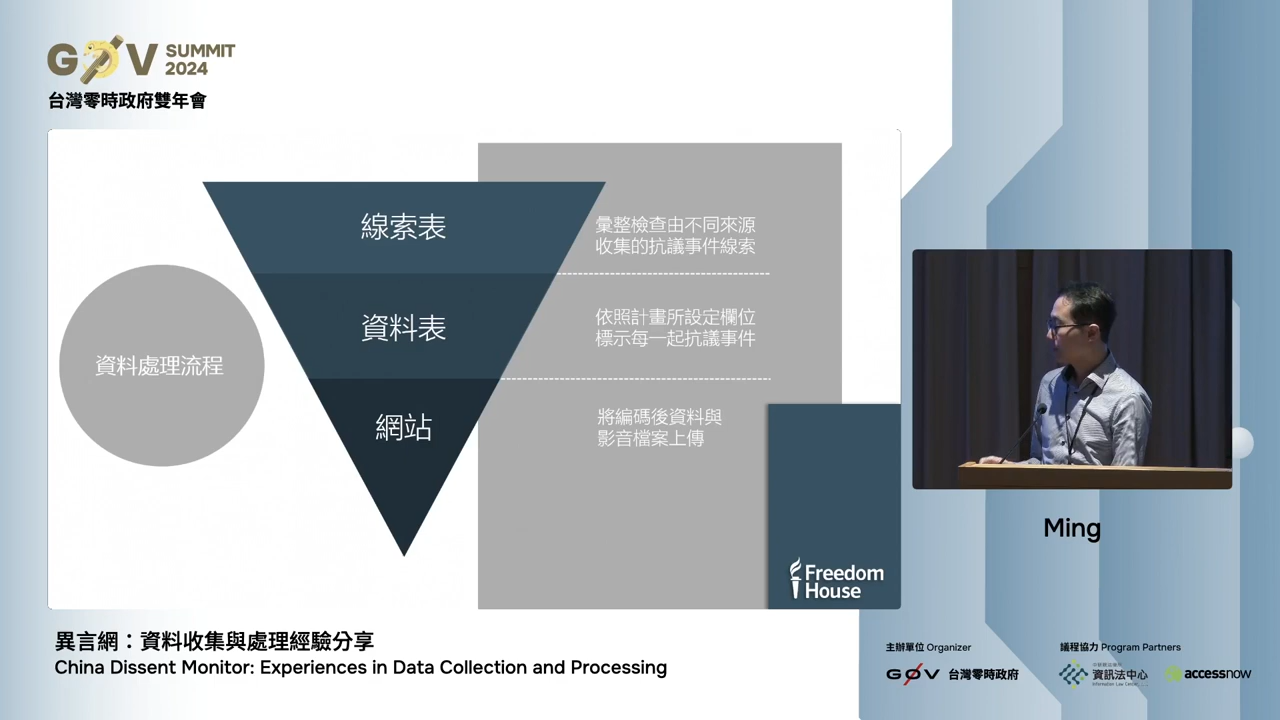 G0V SUMMIT 2024
台灣零時政府雙年會
資料處理流程
線索表
彙整檢查由不同來源
收集的抗議事件線索
資料表
依照計畫所設定欄位
標示每一起抗議事件
網站
將編碼後資料與
影音檔案上傳
Freedom
House
Ming
異言網：資料收集與處理經驗分享
China Dissent Monitor: Experiences in Data Collection and Processing
主辦單位 Organizer
G0V 台灣零時政府
議程協力 Program Partners
資訊法中心
Information Law Center
accessnow